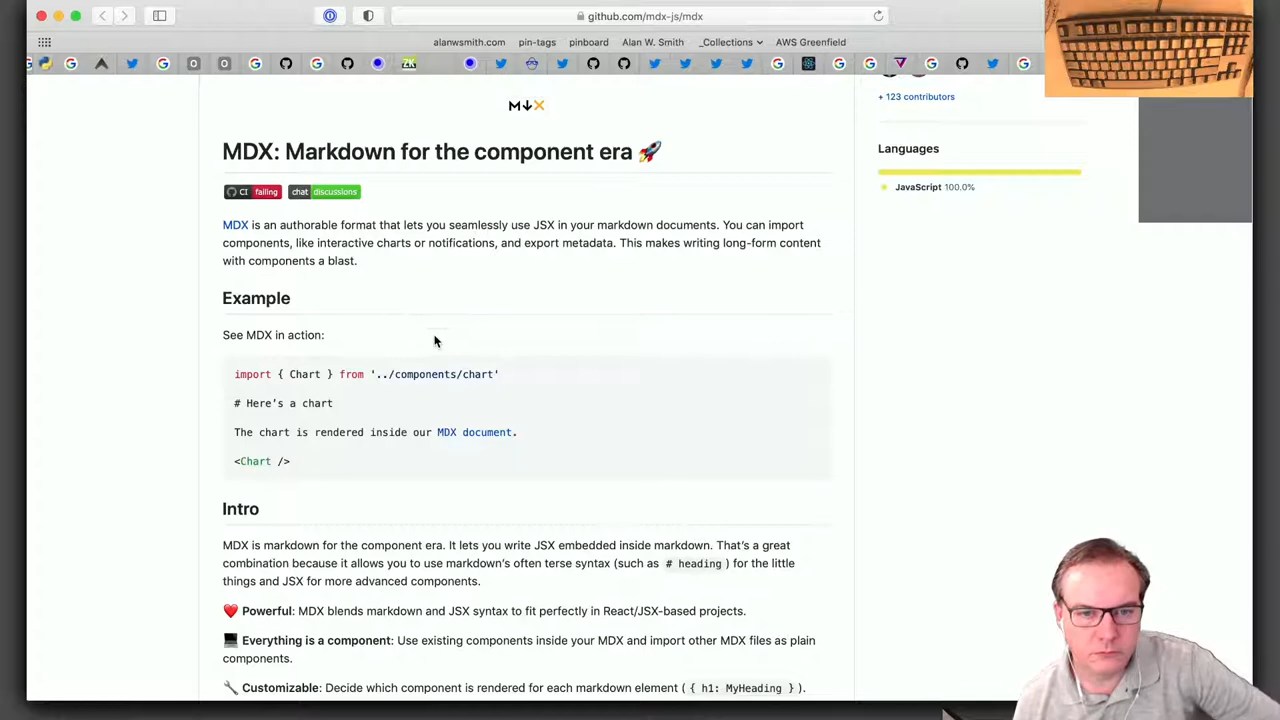 github.com/mdx-js/mdx
alanwsmith.com pin-tags pinboard Alan W. Smith _Collections AWS Greenfield
+ 123 contributors
M↓X
MDX: Markdown for the component era 🚀
Languages
CI failing chat discussions
JavaScript 100.0%
MDX is an authorable format that lets you seamlessly use JSX in your markdown documents. You can import
components, like interactive charts or notifications, and export metadata. This makes writing long-form content
with components a blast.
Example
See MDX in action:
import { Chart } from '../components/chart'
# Here’s a chart
The chart is rendered inside our MDX document.
<Chart />
Intro
MDX is markdown for the component era. It lets you write JSX embedded inside markdown. That’s a great
combination because it allows you to use markdown’s often terse syntax (such as # heading ) for the little
things and JSX for more advanced components.
❤️ Powerful: MDX blends markdown and JSX syntax to fit perfectly in React/JSX-based projects.
💻 Everything is a component: Use existing components inside your MDX and import other MDX files as plain
components.
🔧 Customizable: Decide which component is rendered for each markdown element ( { h1: MyHeading } ).